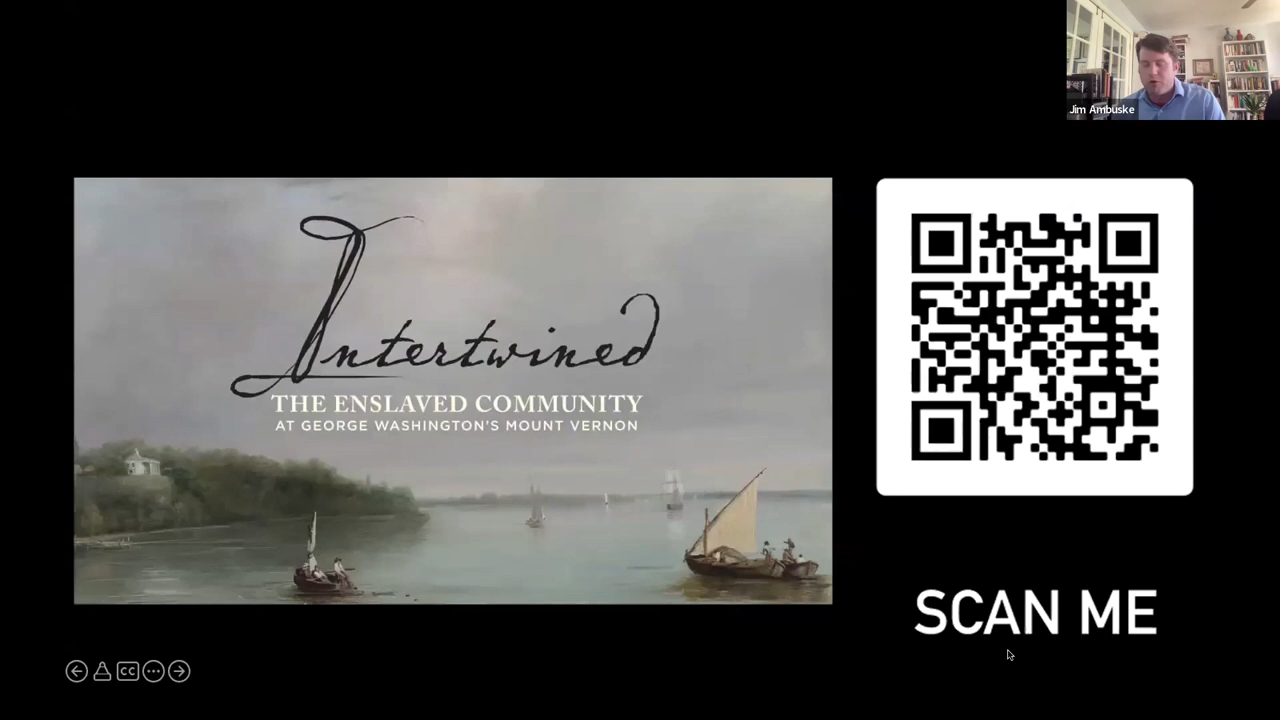 Jim Ambuske
Intertwined
THE ENSLAVED COMMUNITY
AT GEORGE WASHINGTON'S MOUNT VERNON
SCAN ME
CC